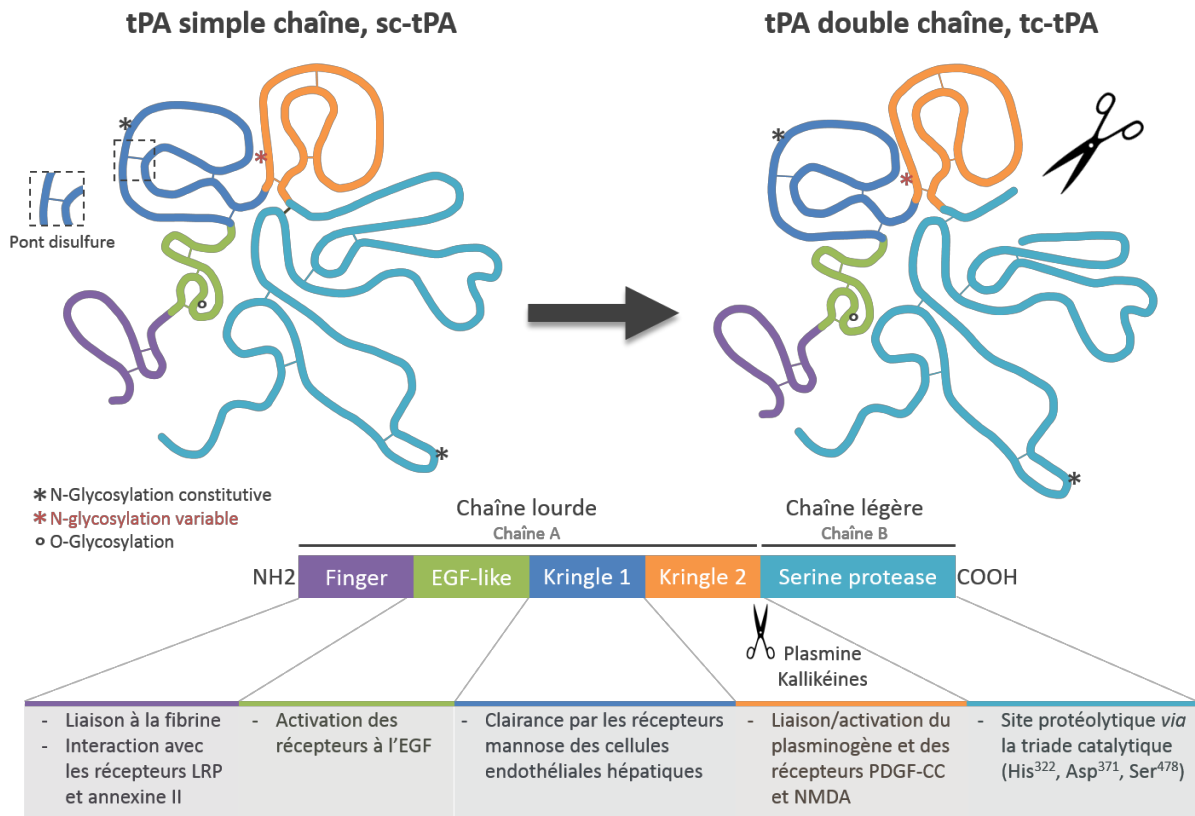 tPA simple chaîne, sc-tPA
tPA double chaîne, tc-tPA
*
*
*
*
Pont disulfure
o
o
*
*
* N-Glycosylation constitutive
* N-glycosylation variable
o O-Glycosylation
Chaîne lourde
Chaîne A
Chaîne légère
Chaîne B
NH2
Finger
EGF-like
Kringle 1
Kringle 2
Serine protease
COOH
Plasmine
Kallikéines
- Liaison à la fibrine
- Interaction avec
les récepteurs LRP
et annexine II
- Activation des
récepteurs à l'EGF
- Clairance par les récepteurs
mannose des cellules
endothéliales hépatiques
- Liaison/activation du
plasminogène et des
récepteurs PDGF-CC
et NMDA
- Site protéolytique via
la triade catalytique
(His³²², Asp³⁷¹, Ser⁴⁷⁸)